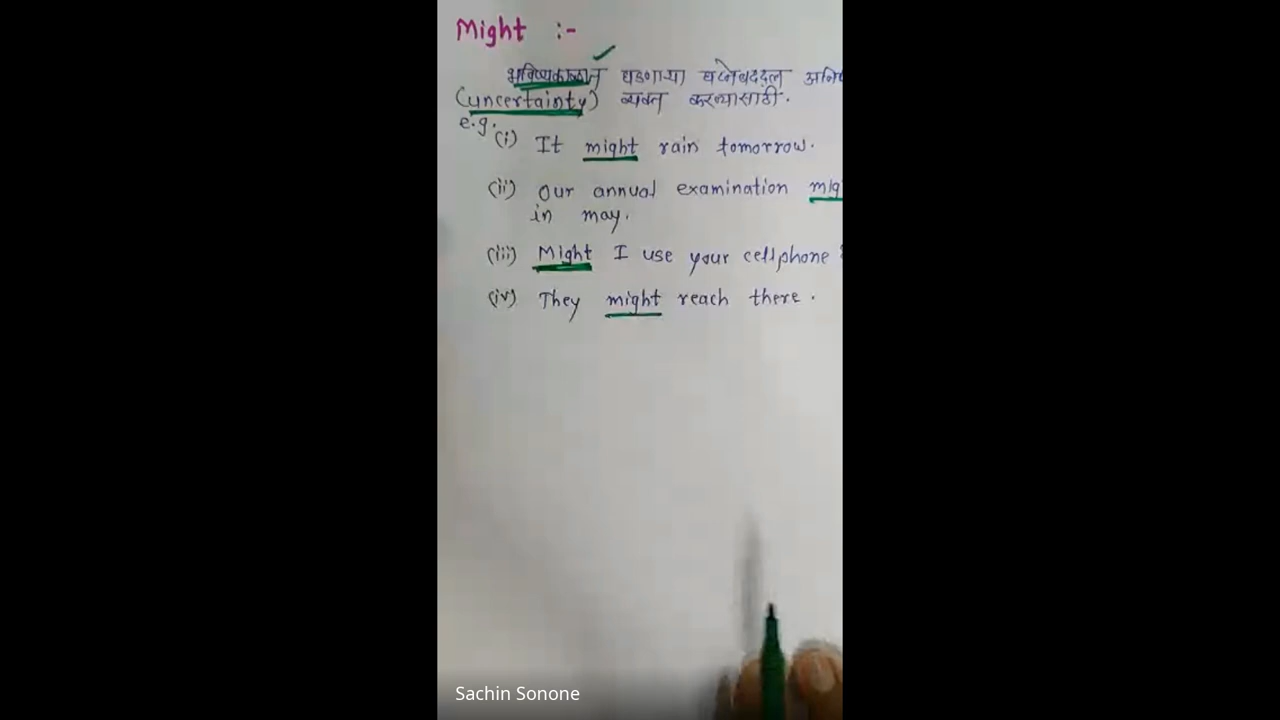 Might :-
भविष्यकाळात घडणाऱ्या घटनेबद्दल
(uncertainty) व्यक्त करण्यासाठी.
e.g.
(i) It might rain tomorrow.
(ii) Our annual examination
in may.
(iii) Might I use your cellphone
(iv) They might reach there.
Sachin Sonone